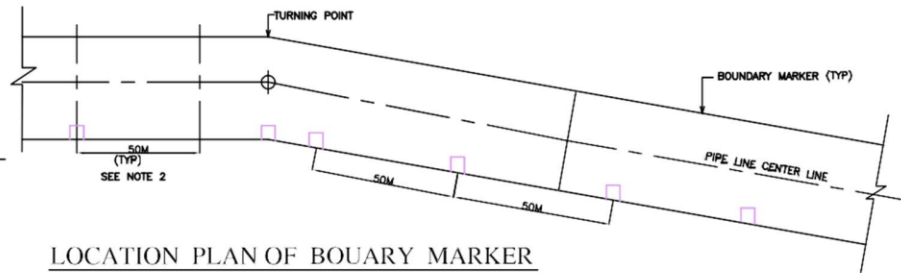 TURNING POINT
BOUNDARY MARKER (TYP)
50M
(TYP)
SEE NOTE 2
50M
50M
PIPE LINE CENTER LINE
LOCATION PLAN OF BOUARY MARKER